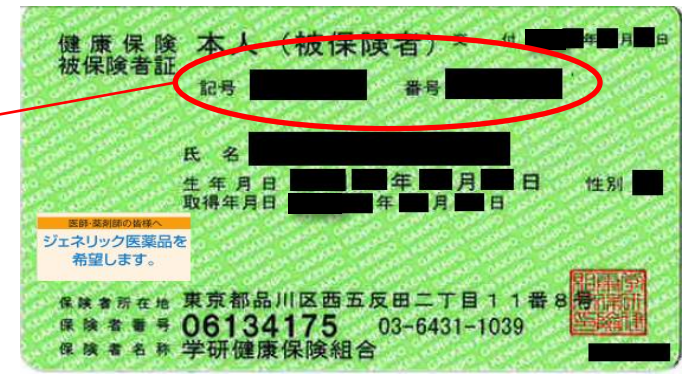 健康保険 本人（被保険者） 交 付 年 月 日
被保険者証
記号 番号
氏 名
生年月日 年 月 日 性別
取得年月日 年 月 日
医師・薬剤師の皆様へ
ジェネリック医薬品を
希望します。
保険者所在地 東京都品川区西五反田二丁目11番8号
保険者番号 06134175 03-6431-1039
保険者名称 学研健康保険組合